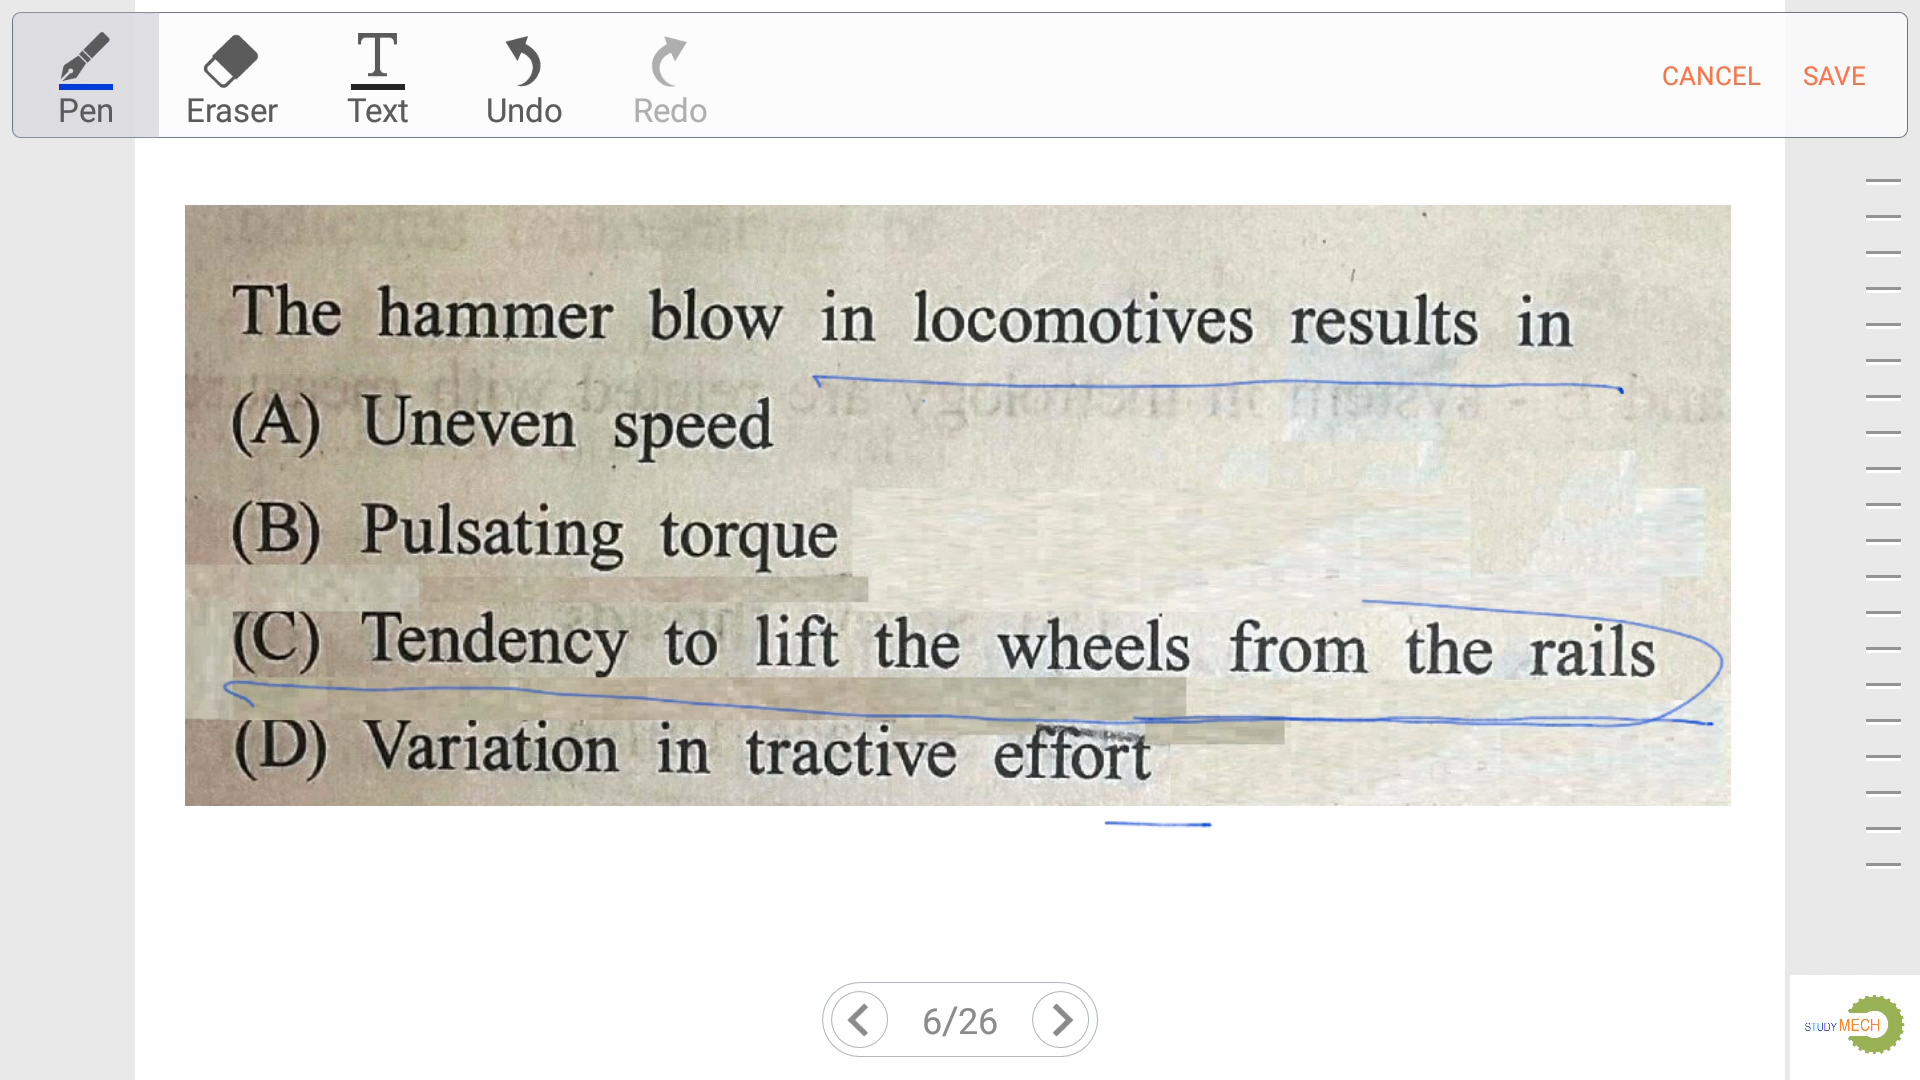 Pen Eraser Text Undo Redo CANCEL SAVE
The hammer blow in locomotives results in
(A) Uneven speed
(B) Pulsating torque
(C) Tendency to lift the wheels from the rails
(D) Variation in tractive effort
6/26
STUDY MECH